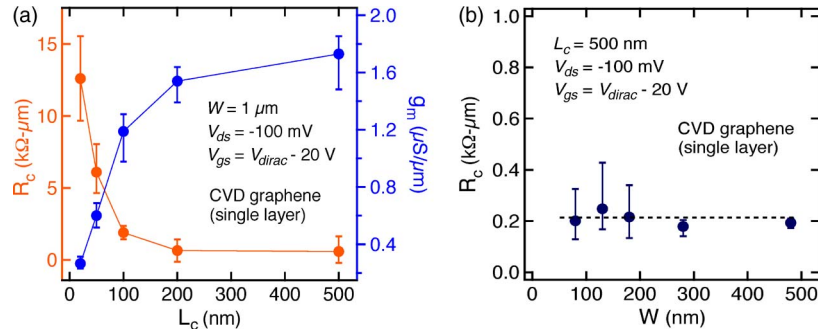 (a)
15
10
5
0
R_c (kΩ-μm)
2.0
1.6
1.2
0.8
0.4
g_m (μS/μm)
W = 1 μm
V_ds = -100 mV
V_gs = V_dirac - 20 V
CVD graphene
(single layer)
0 100 200 300 400 500
L_c (nm)
(b)
1.0
0.8
0.6
0.4
0.2
0.0
R_c (kΩ-μm)
L_c = 500 nm
V_ds = -100 mV
V_gs = V_dirac - 20 V
CVD graphene
(single layer)
0 100 200 300 400 500
W (nm)